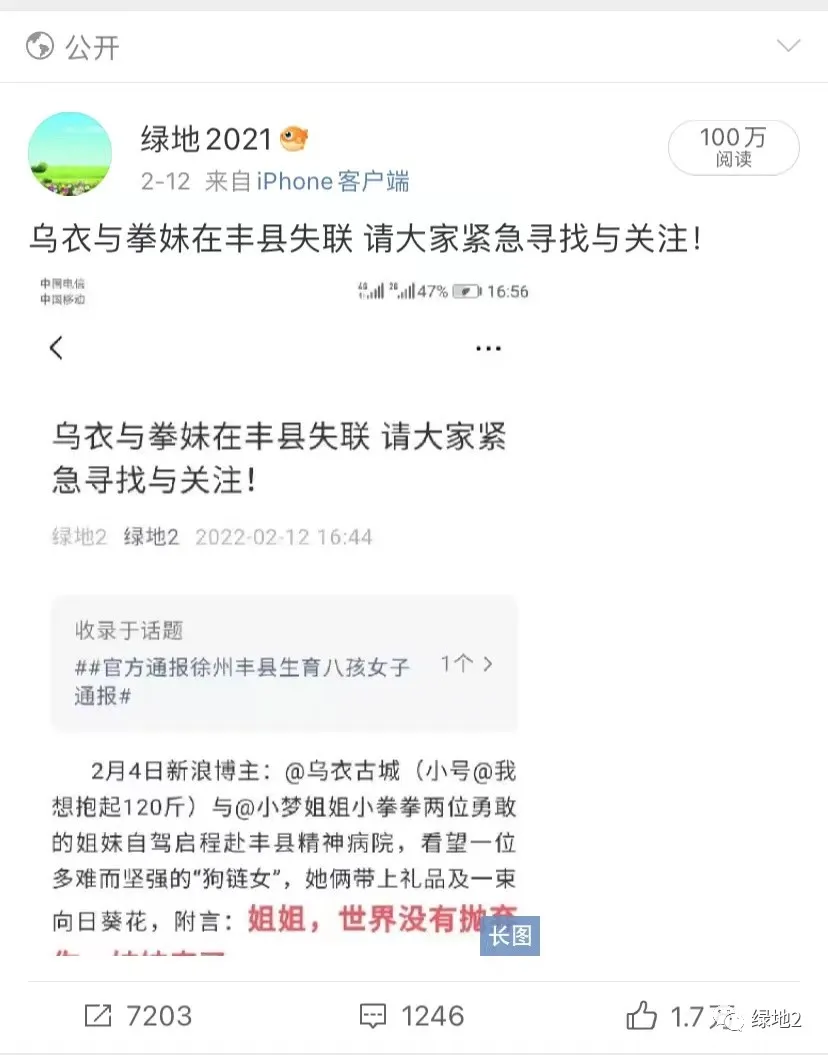 公开
绿地2021
100万
阅读
2-12 来自iPhone客户端
乌衣与拳妹在丰县失联 请大家紧急寻找与关注！
中国电信
中国移动
4G 2G 47% 16:56
乌衣与拳妹在丰县失联 请大家紧
急寻找与关注！
绿地2 绿地2 2022-02-12 16:44
收录于话题
##官方通报徐州丰县生育八孩女子
通报#
1个
2月4日新浪博主：@乌衣古城（小号@我
想抱起120斤）与@小梦姐姐小拳拳两位勇敢
的姐妹自驾启程赴丰县精神病院，看望一位
多难而坚强的“狗链女”，她俩带上礼品及一束
向日葵花，附言：姐姐，世界没有抛
长图
7203 1246 1.7
绿地2